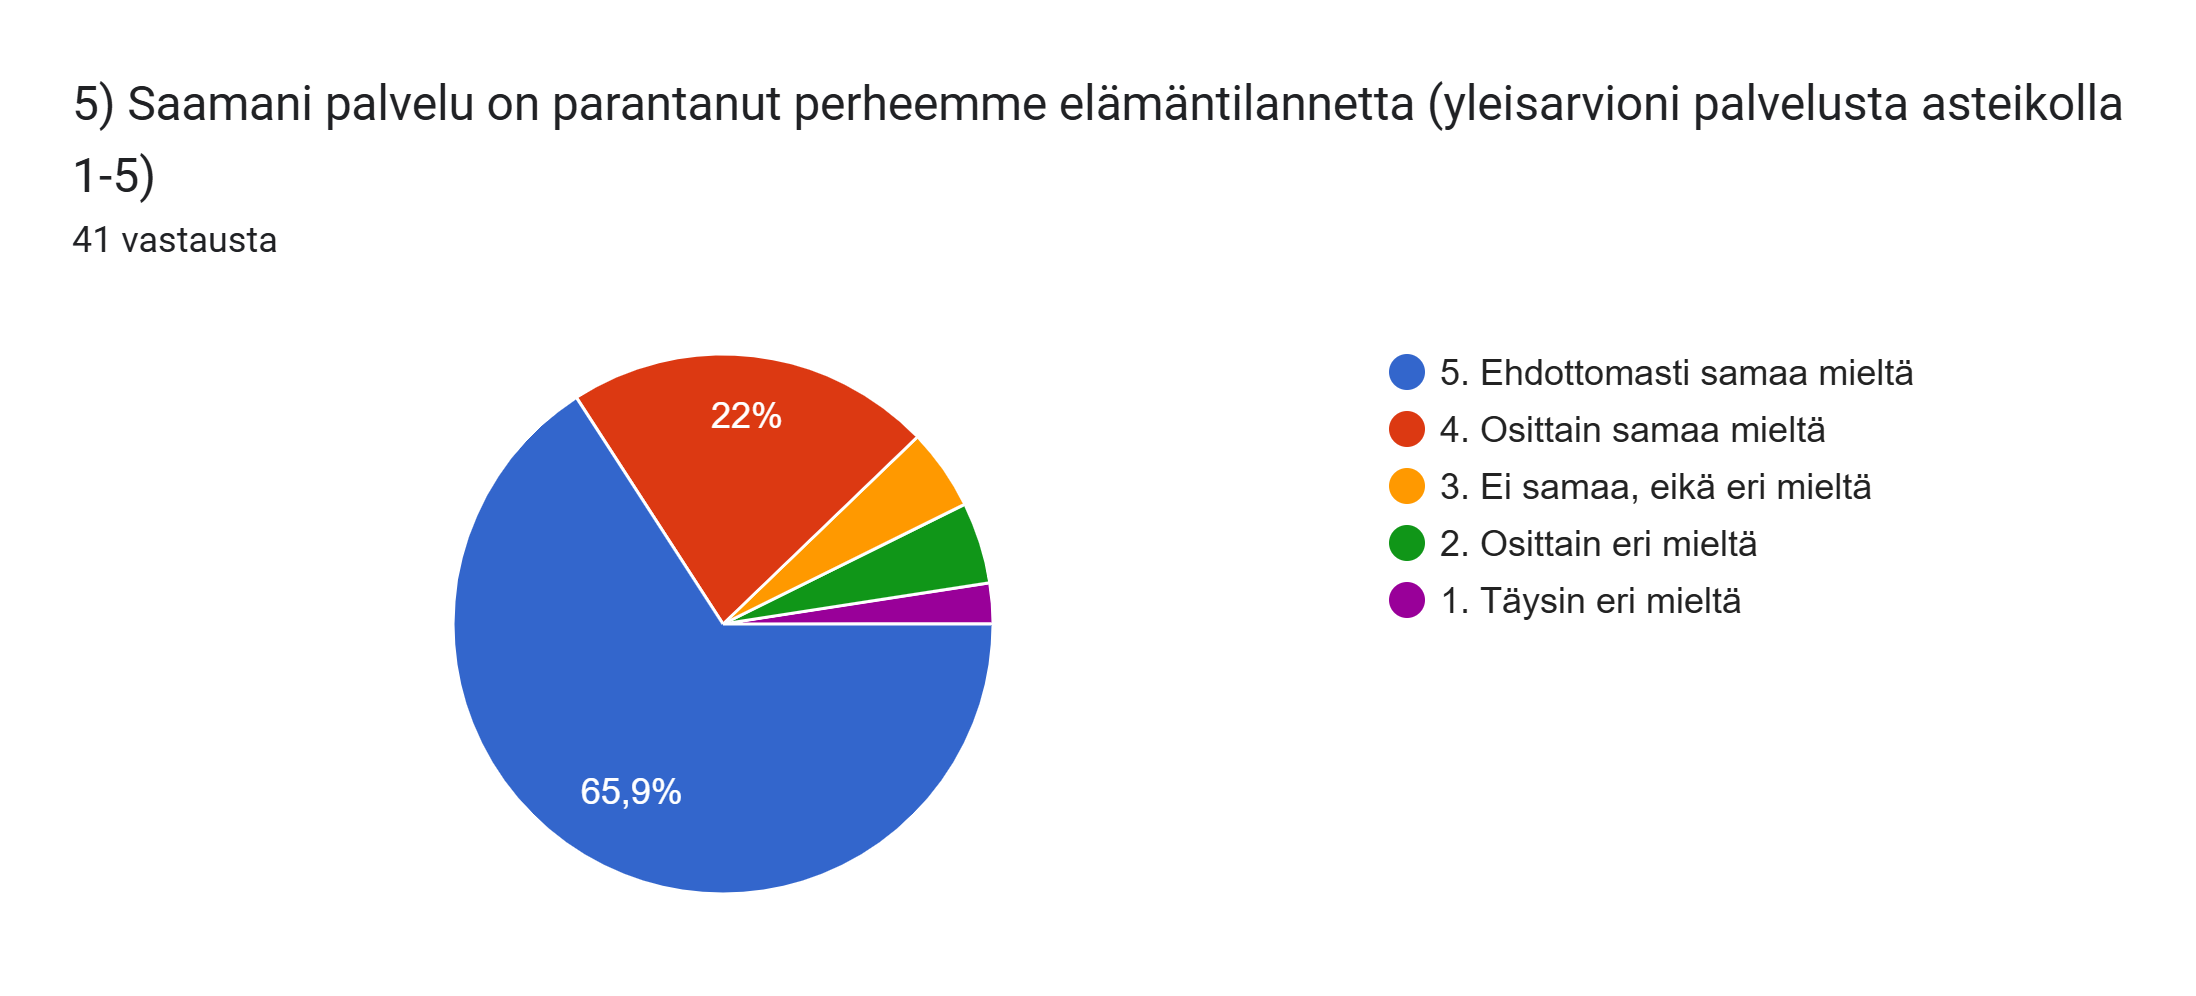 5) Saamani palvelu on parantanut perheemme elämäntilannetta (yleisarvioni palvelusta asteikolla
1-5)
41 vastausta
22%
65,9%
5. Ehdottomasti samaa mieltä
4. Osittain samaa mieltä
3. Ei samaa, eikä eri mieltä
2. Osittain eri mieltä
1. Täysin eri mieltä